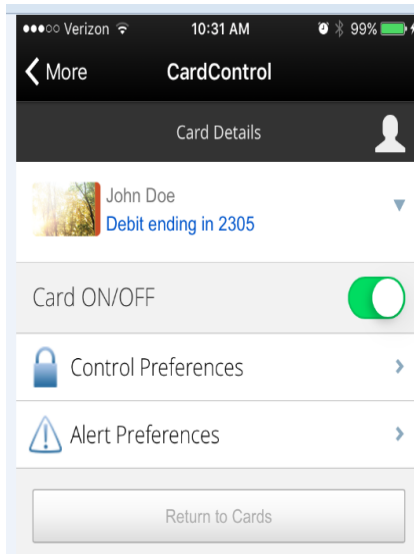 Verizon 10:31 AM 99%
More CardControl
Card Details
John Doe
Debit ending in 2305
Card ON/OFF
Control Preferences
Alert Preferences
Return to Cards